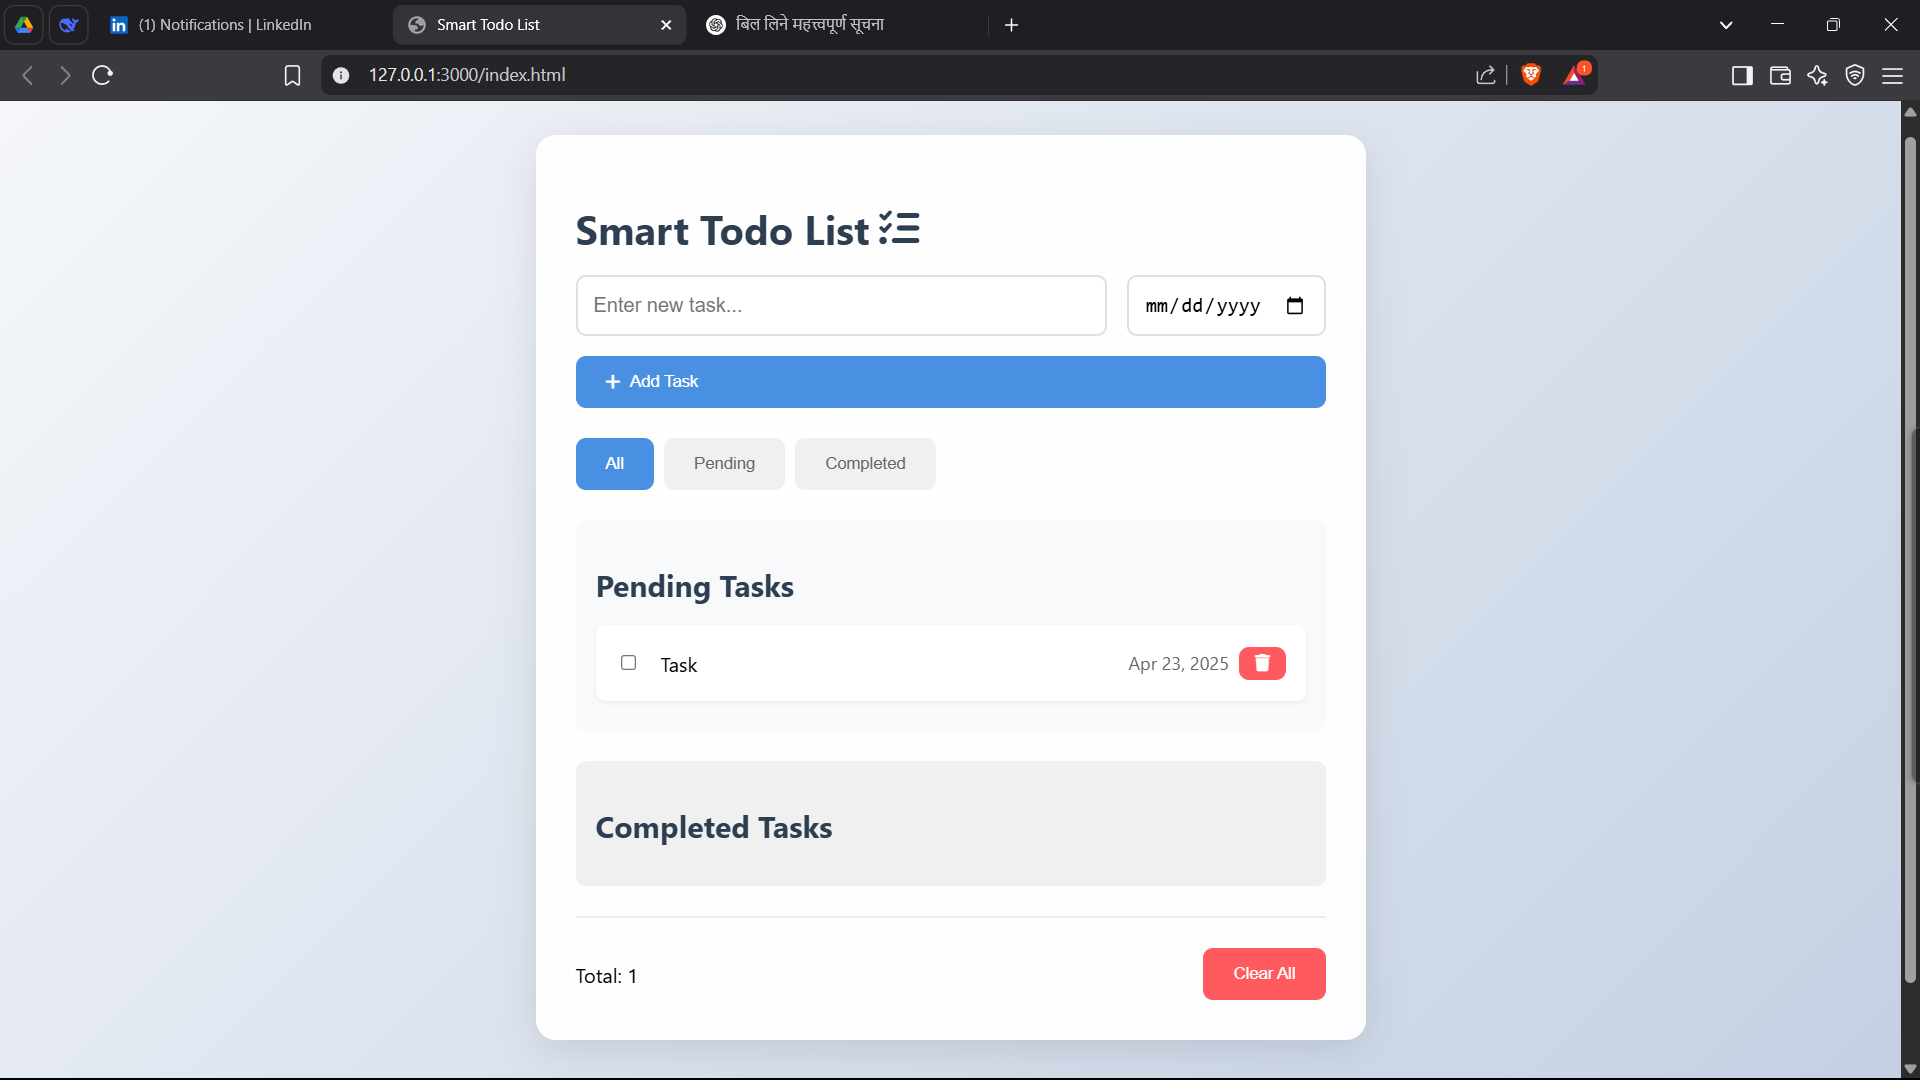 (1) Notifications | LinkedIn
Smart Todo List
बिल लिने महत्त्वपूर्ण सूचना
127.0.0.1:3000/index.html
1
Smart Todo List
Enter new task...
mm/dd/yyyy
Add Task
All
Pending
Completed
Pending Tasks
Task
Apr 23, 2025
Completed Tasks
Total: 1
Clear All